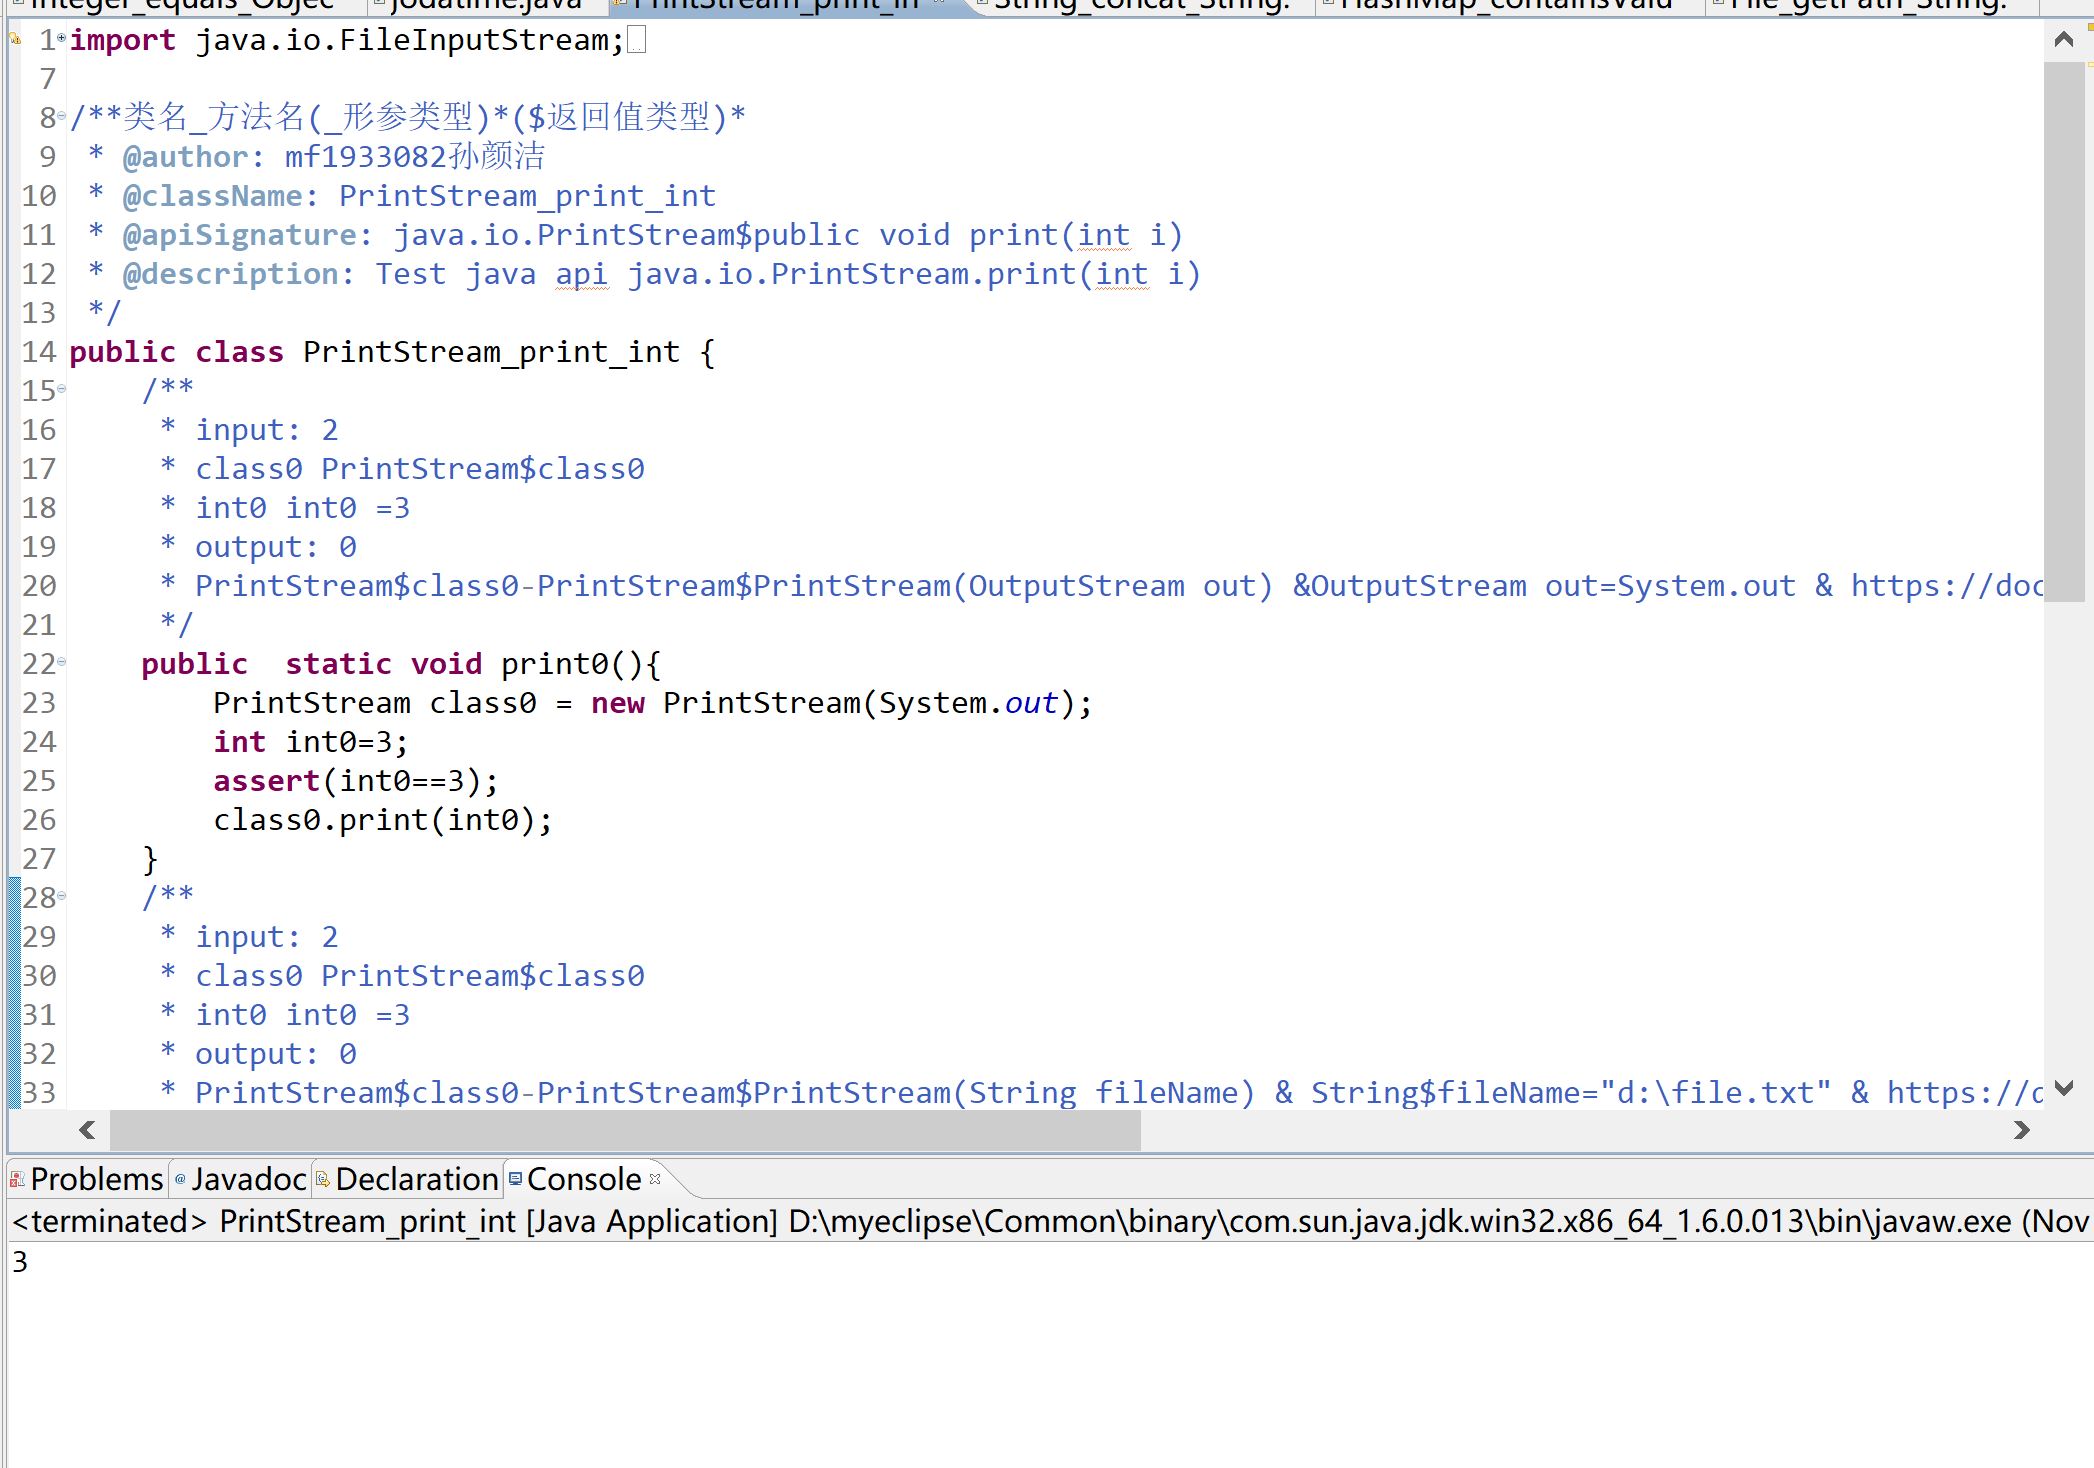 Integer_equals_Objec jodatime.java PrintStream_print_in String_concat_String. HashMap_containsValu File_getPath_String.
1 import java.io.FileInputStream;
7
8 /**类名_方法名(_形参类型)*($返回值类型)*
9 * @author: mf1933082孙颜洁
10 * @className: PrintStream_print_int
11 * @apiSignature: java.io.PrintStream$public void print(int i)
12 * @description: Test java api java.io.PrintStream.print(int i)
13 */
14 public class PrintStream_print_int {
15 /**
16 * input: 2
17 * class0 PrintStream$class0
18 * int0 int0 =3
19 * output: 0
20 * PrintStream$class0-PrintStream$PrintStream(OutputStream out) &OutputStream out=System.out & https://doc
21 */
22 public  static void print0(){
23 PrintStream class0 = new PrintStream(System.out);
24 int int0=3;
25 assert(int0==3);
26 class0.print(int0);
27 }
28 /**
29 * input: 2
30 * class0 PrintStream$class0
31 * int0 int0 =3
32 * output: 0
33 * PrintStream$class0-PrintStream$PrintStream(String fileName) & String$fileName="d:\file.txt" & https://d
Problems Javadoc Declaration Console
<terminated> PrintStream_print_int [Java Application] D:\myeclipse\Common\binary\com.sun.java.jdk.win32.x86_64_1.6.0.013\bin\javaw.exe (Nov
3